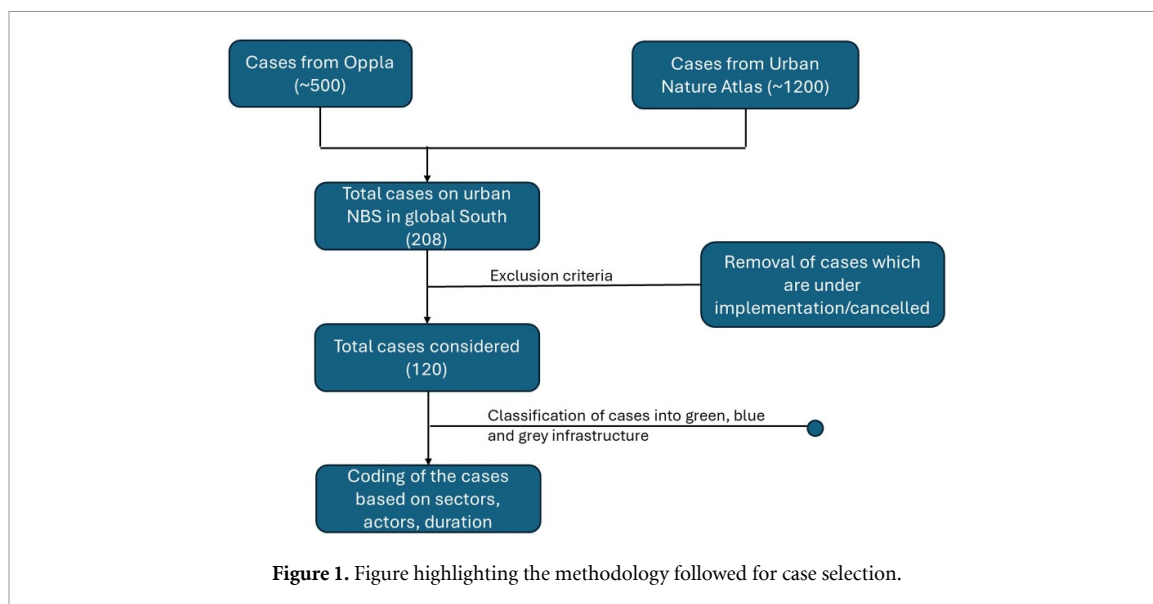 Cases from Oppla
(~500)
Cases from Urban
Nature Atlas (~1200)
Total cases on urban
NBS in global South
(208)
Exclusion criteria
Removal of cases which
are under
implementation/cancelled
Total cases considered
(120)
Classification of cases into green, blue
and grey infrastructure
Coding of the cases
based on sectors,
actors, duration
Figure 1. Figure highlighting the methodology followed for case selection.